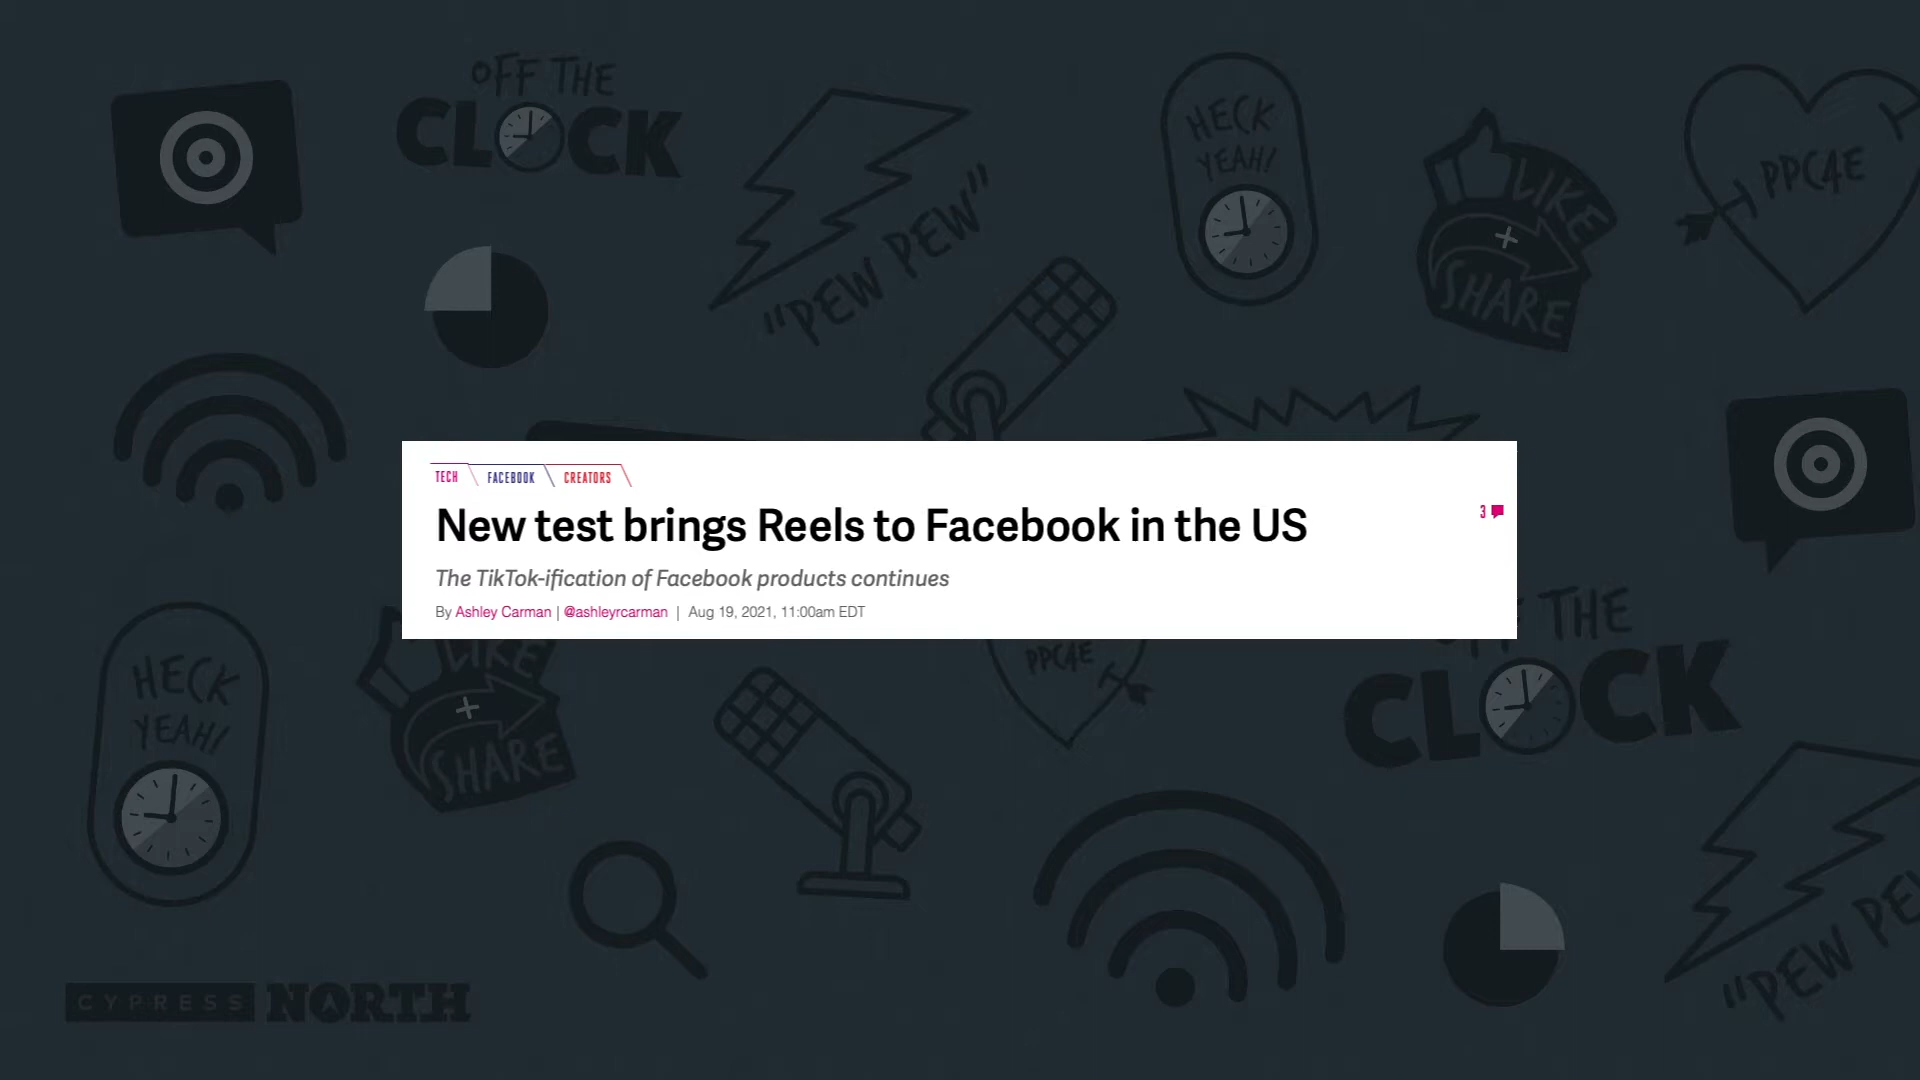 OFF THE
CLOCK
HECK
YEAH!
LIKE
+
SHARE
PPC4E
"PEW PEW"
TECH FACEBOOK CREATORS
New test brings Reels to Facebook in the US
3
The TikTok-ification of Facebook products continues
By Ashley Carman | @ashleyrcarman | Aug 19, 2021, 11:00am EDT
THE
CLOCK
HECK
YEAH!
LIKE
+
SHARE
PPC4E
"PEW PEW
CYPRESS NORTH